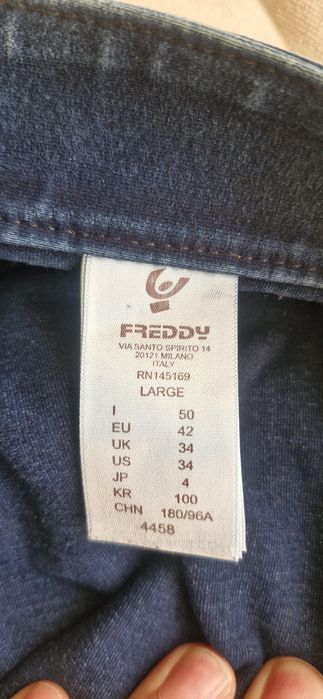 FREDDY
VIA SANTO SPIRITO 14
20121 MILANO
ITALY
RN145169
LARGE
I 50
EU 42
UK 34
US 34
JP 4
KR 100
CHN 180/96A
4458